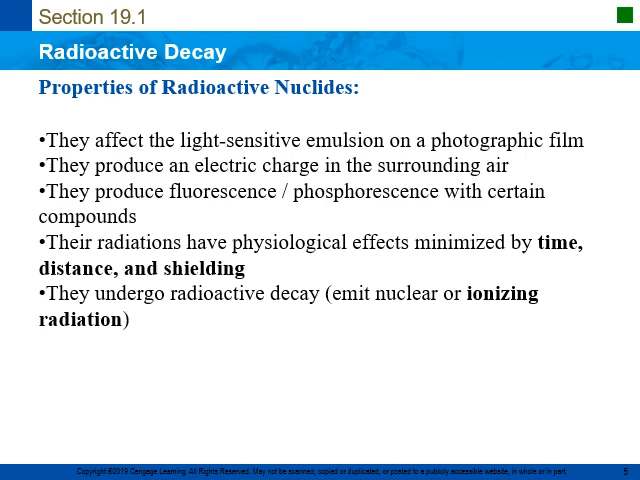 Section 19.1
Radioactive Decay
Properties of Radioactive Nuclides:
•They affect the light-sensitive emulsion on a photographic film
•They produce an electric charge in the surrounding air
•They produce fluorescence / phosphorescence with certain
compounds
•Their radiations have physiological effects minimized by time,
distance, and shielding
•They undergo radioactive decay (emit nuclear or ionizing
radiation)
Copyright ©2019 Cengage Learning. All Rights Reserved. May not be scanned, copied or duplicated, or posted to a publicly accessible website, in whole or in part.
5